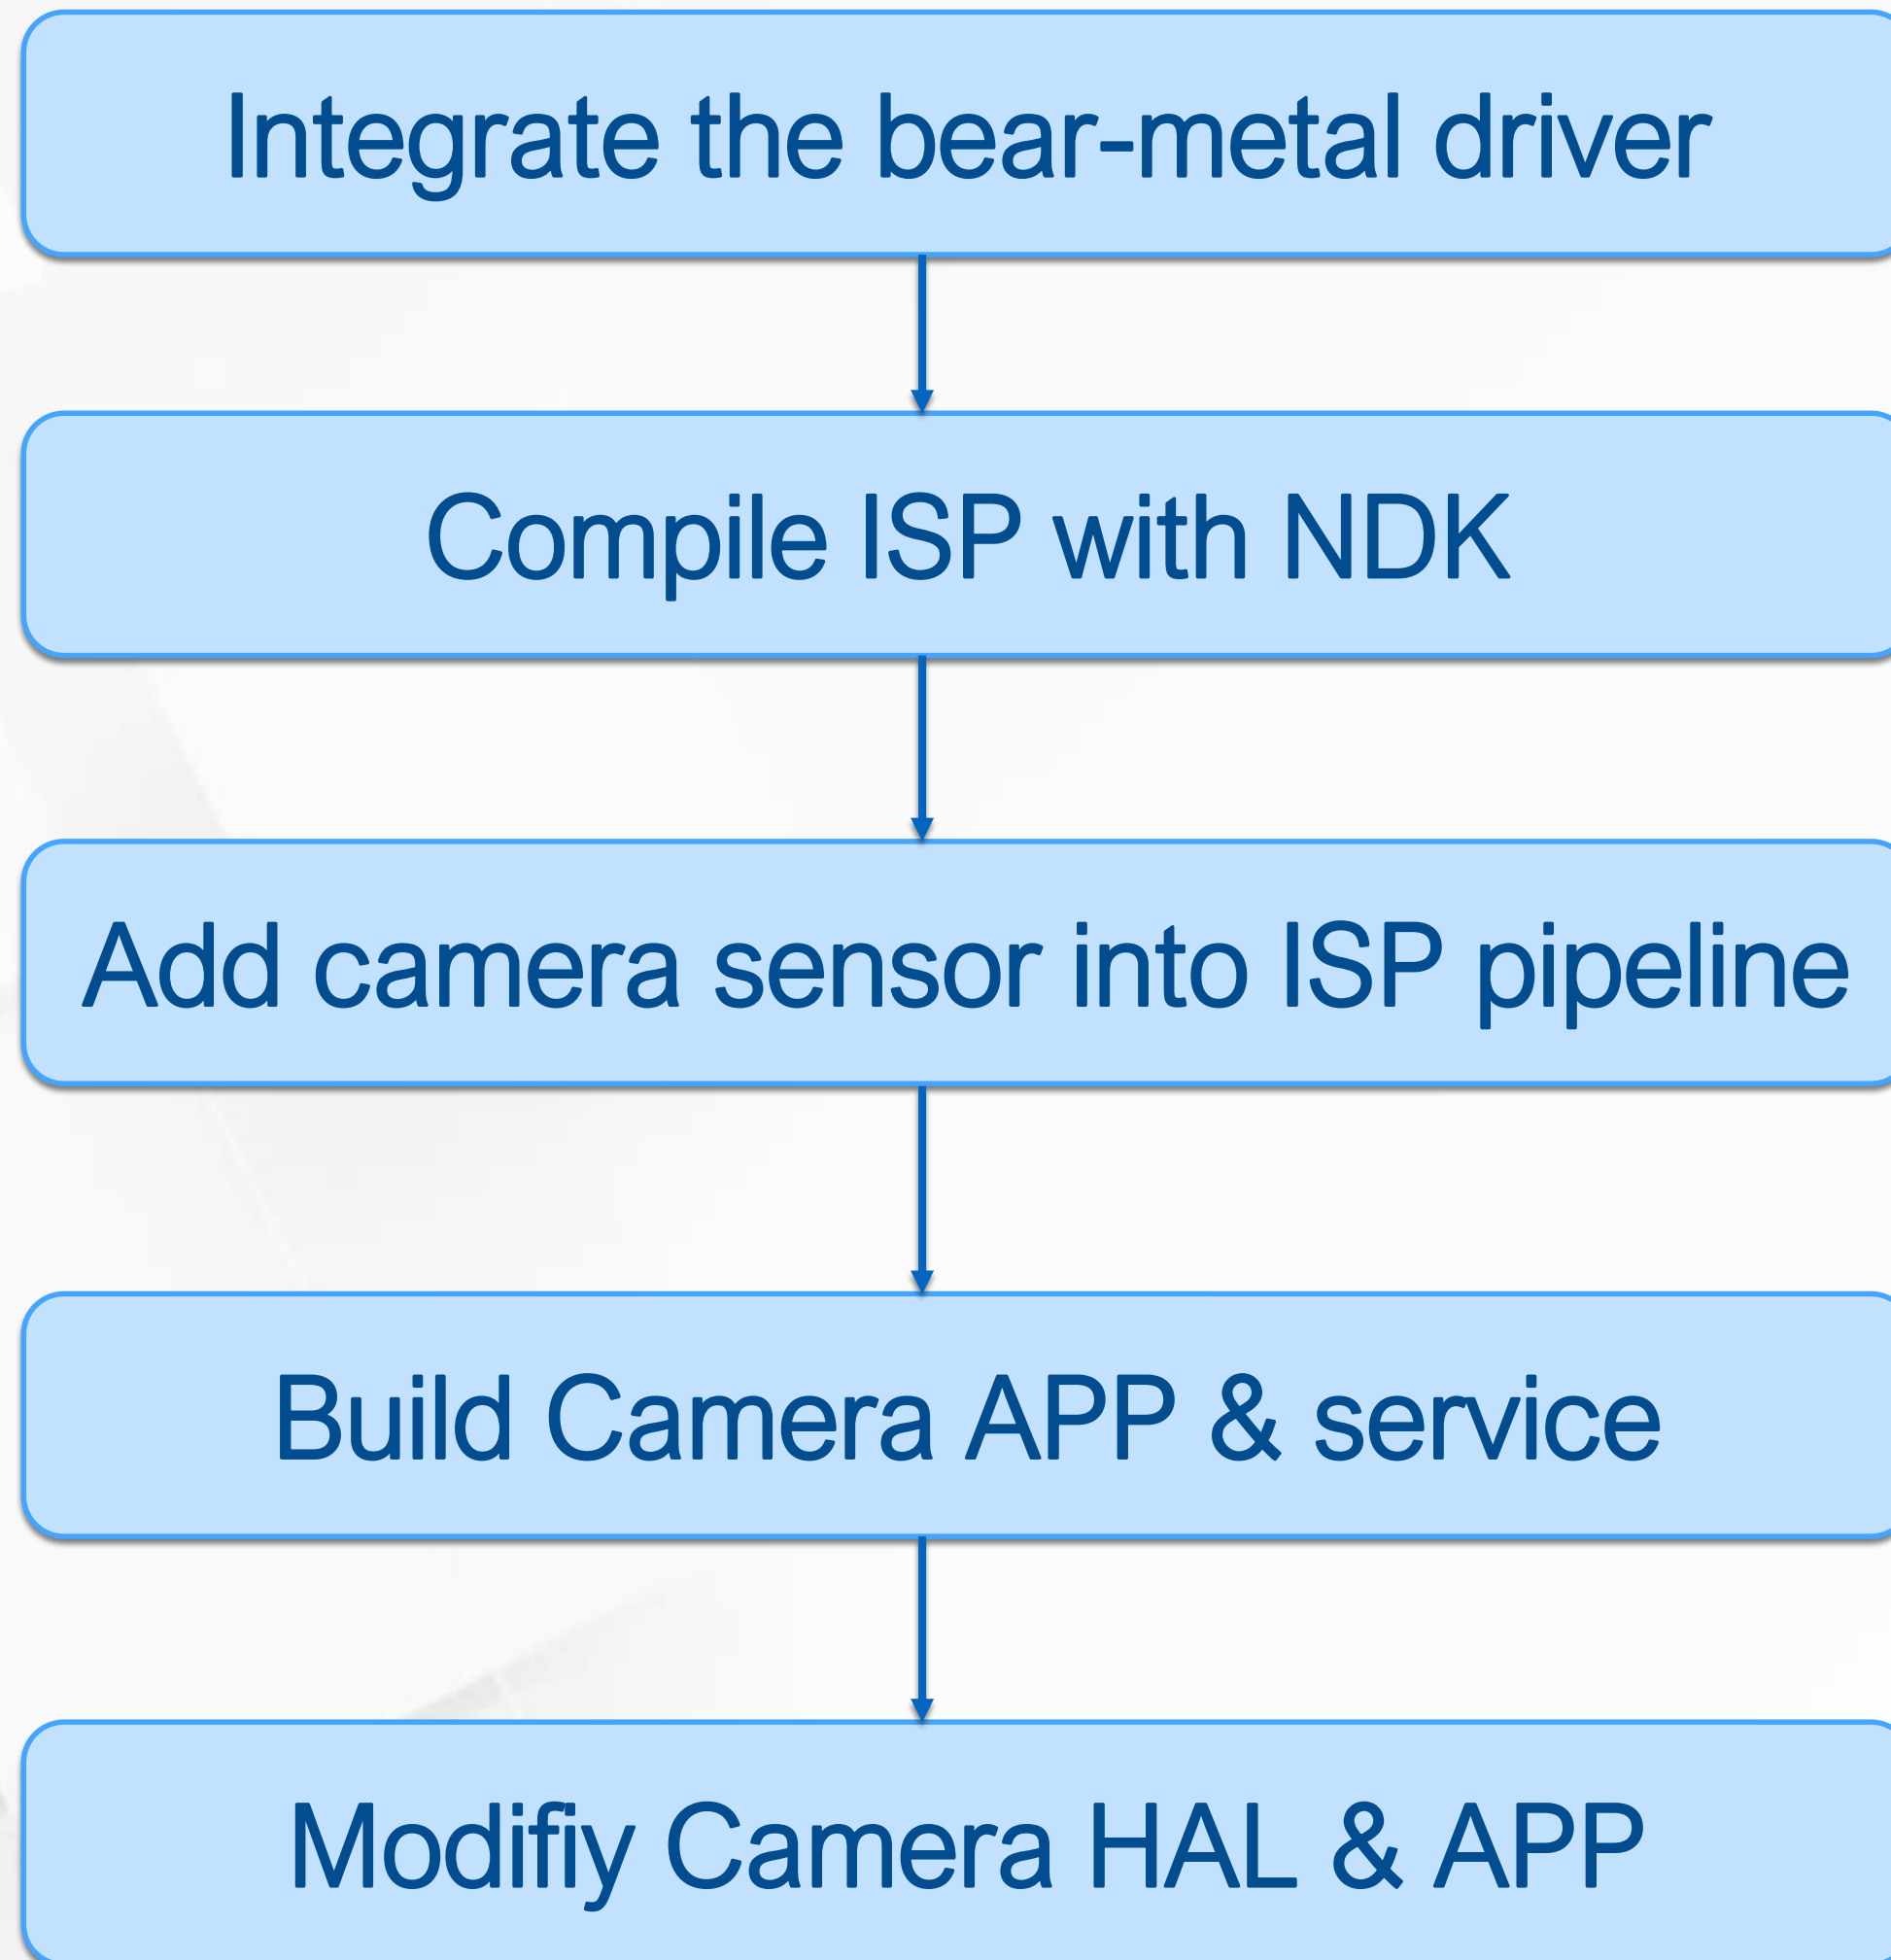 Integrate the bear-metal driver
Compile ISP with NDK
Add camera sensor into ISP pipeline
Build Camera APP & service
Modifiy Camera HAL & APP